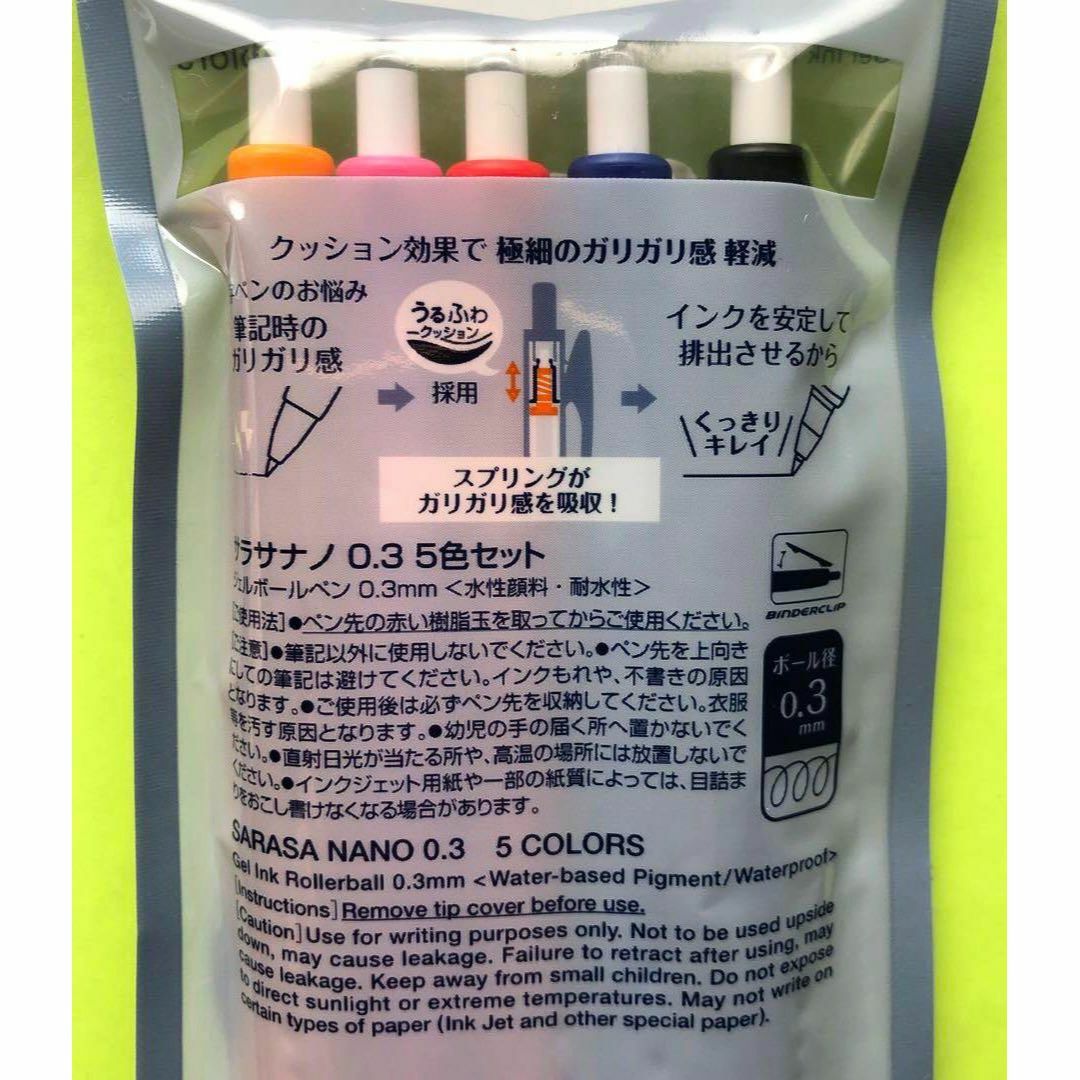 クッション効果で 極細のガリガリ感 軽減
ペンのお悩み
筆記時の
ガリガリ感
うるふわ
クッション
採用
インクを安定して
排出させるから
くっきり
キレイ
スプリングが
ガリガリ感を吸収！
サラサナノ 0.3 5色セット
ジェルボールペン 0.3mm ＜水性顔料・耐水性＞
BINDERCLIP
[ご使用法]●ペン先の赤い樹脂玉を取ってからご使用ください。
[ご注意]●筆記以外に使用しないでください。●ペン先を上向き
にしての筆記は避けてください。インクもれや、不書きの原因
となります。●ご使用後は必ずペン先を収納してください。衣服
等を汚す原因となります。●幼児の手の届く所へ置かないでく
ださい。●直射日光が当たる所や、高温の場所には放置しないで
ください。●インクジェット用紙や一部の紙質によっては、目詰ま
りをおこし書けなくなる場合があります。
ボール径
0.3
mm
SARASA NANO 0.3 5 COLORS
Gel Ink Rollerball 0.3mm <Water-based Pigment/Waterproof>
[Instructions] Remove tip cover before use.
[Caution] Use for writing purposes only. Not to be used upside
down, may cause leakage. Failure to retract after using, may
cause leakage. Keep away from small children. Do not expose
to direct sunlight or extreme temperatures. May not write on
certain types of paper (Ink Jet and other special paper).